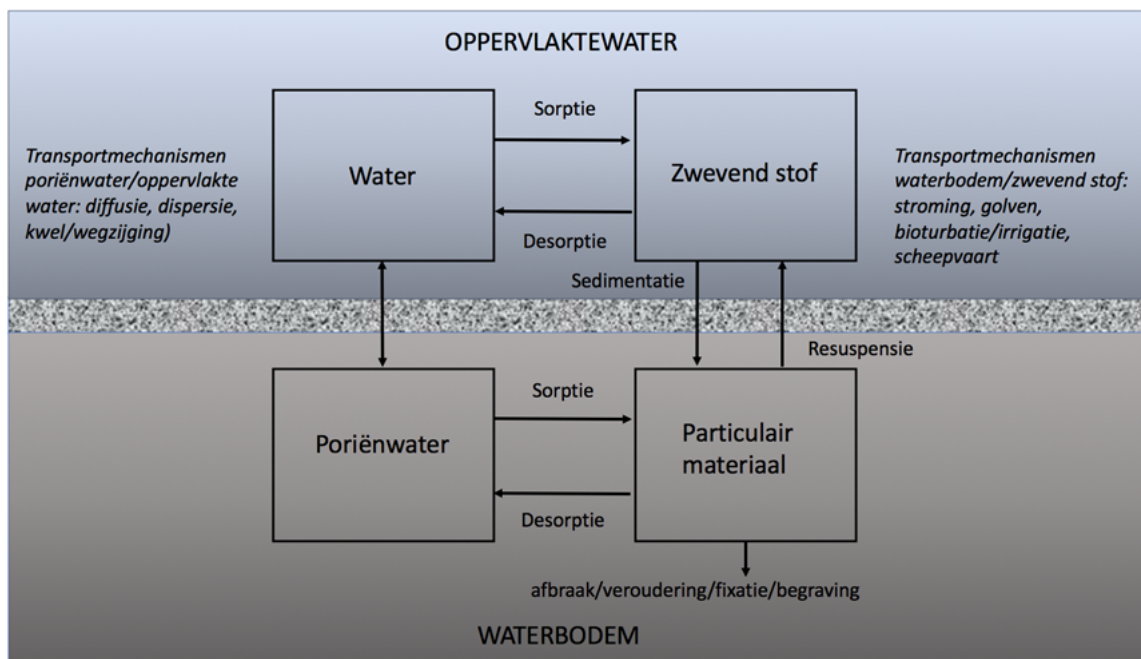 OPPERVLAKTEWATER
Sorptie
Transportmechanismen
poriënwater/oppervlakte
water: diffusie, dispersie,
kwel/wegzijging)
Water
Zwevend stof
Transportmechanismen
waterbodem/zwevend stof:
stroming, golven,
bioturbatie/irrigatie,
scheepvaart
Desorptie
Sedimentatie
Resuspensie
Sorptie
Poriënwater
Particulair
materiaal
Desorptie
afbraak/veroudering/fixatie/begraving
WATERBODEM